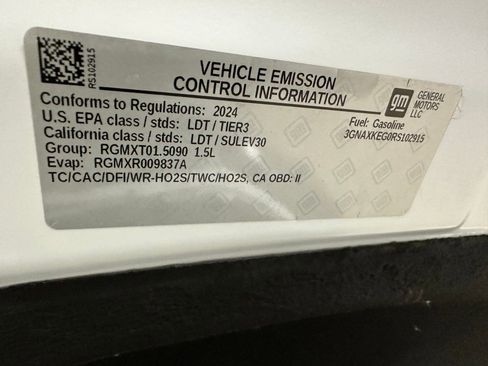 RS102915
VEHICLE EMISSION
CONTROL INFORMATION
gm
GENERAL
MOTORS
LLC
Conforms to Regulations: 2024
Fuel: Gasoline
U.S. EPA class / stds: LDT / TIER3
3GNAXKEG0RS102915
California class / stds: LDT / SULEV30
Group: RGMXT01.5090 1.5L
Evap: RGMXR009837A
TC/CAC/DFI/WR-HO2S/TWC/HO2S, CA OBD: II